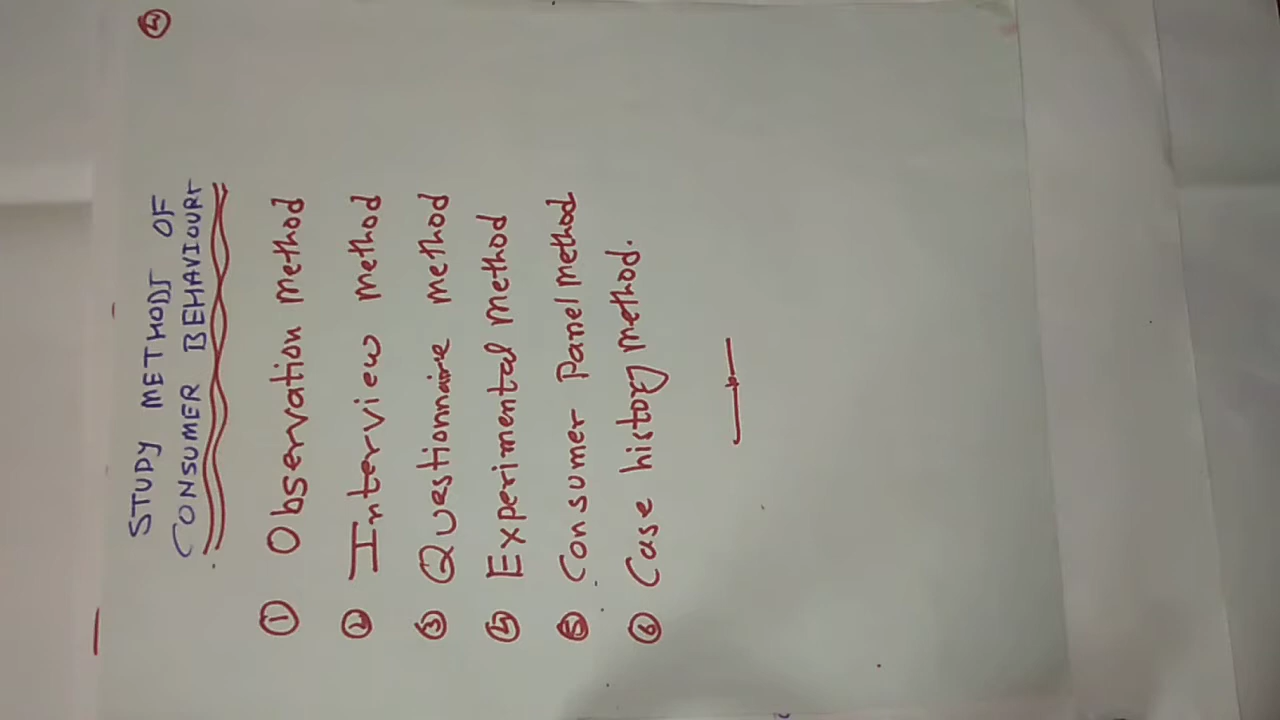 ④
STUDY METHODS OF
CONSUMER BEHAVIOUR
① Observation Method
② Interview Method
③ Questionnaire Method
④ Experimental Method
⑤ Consumer Panel Method
⑥ Case history Method.